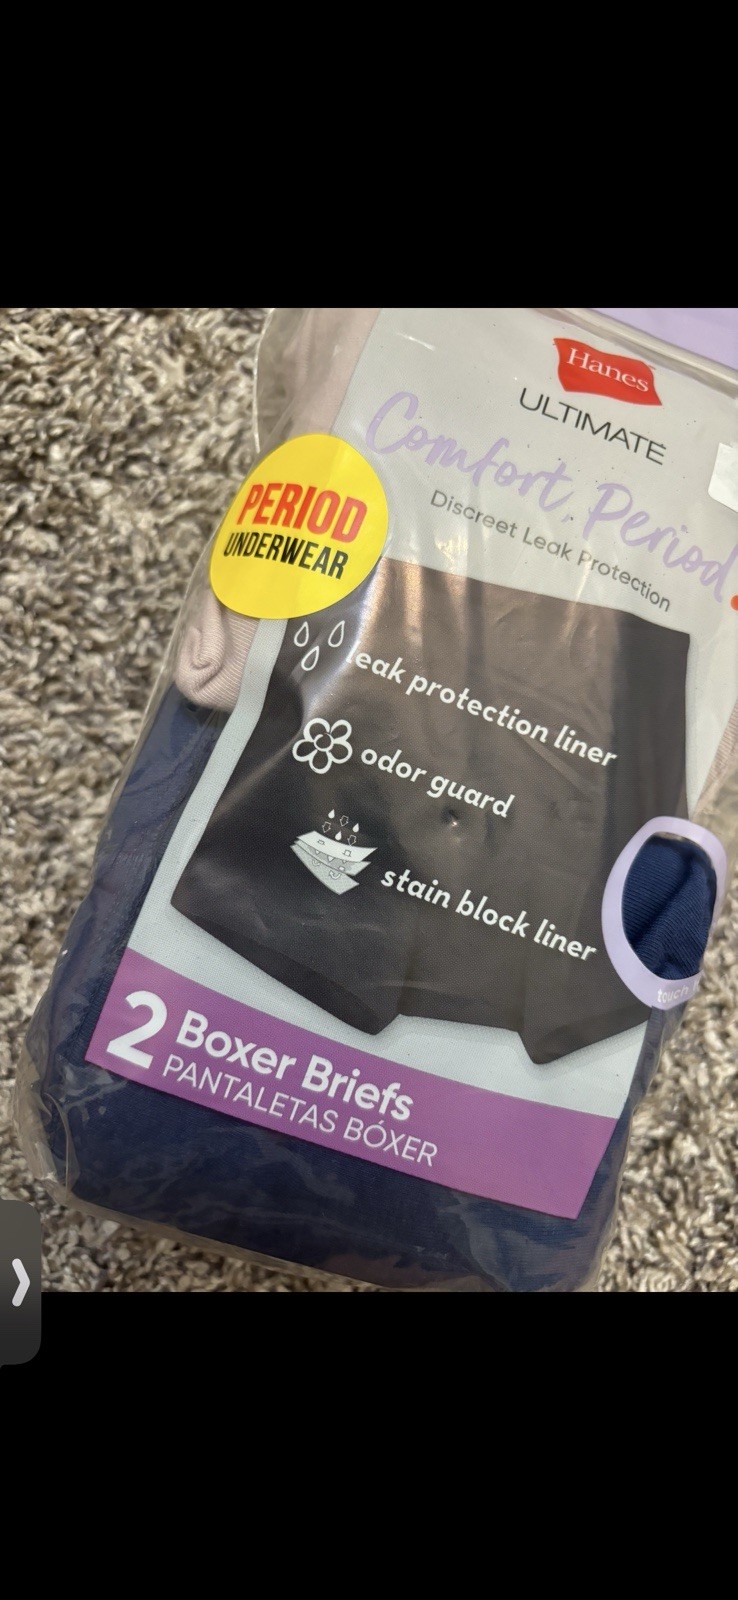 Hanes
ULTIMATE
Comfort, Period.
Discreet Leak Protection
PERIOD
UNDERWEAR
leak protection liner
odor guard
stain block liner
touch
2 Boxer Briefs
PANTALETAS BÓXER